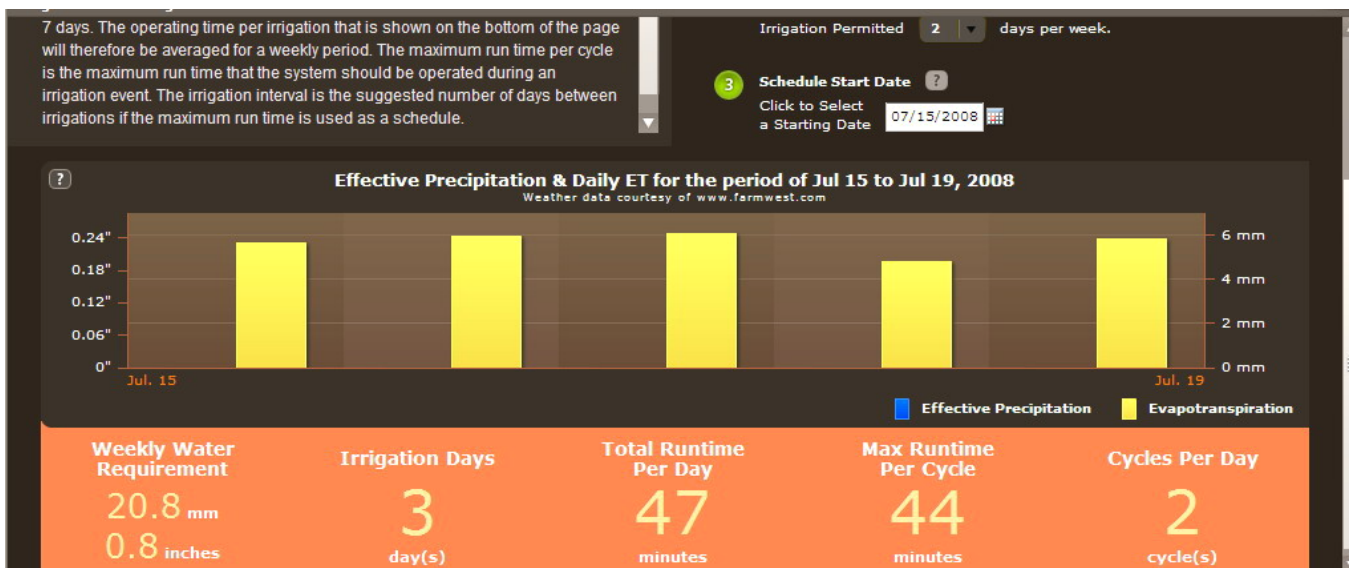 7 days. The operating time per irrigation that is shown on the bottom of the page
will therefore be averaged for a weekly period. The maximum run time per cycle
is the maximum run time that the system should be operated during an
irrigation event. The irrigation interval is the suggested number of days between
irrigations if the maximum run time is used as a schedule.
Irrigation Permitted 2 days per week.
3 Schedule Start Date ?
Click to Select
a Starting Date 07/15/2008
?
Effective Precipitation & Daily ET for the period of Jul 15 to Jul 19, 2008
Weather data courtesy of www.farmwest.com
0.24"
0.18"
0.12"
0.06"
0"
6 mm
4 mm
2 mm
0 mm
Jul. 15
Jul. 19
Effective Precipitation
Evapotranspiration
Weekly Water
Requirement
20.8 mm
0.8 inches
Irrigation Days
3
day(s)
Total Runtime
Per Day
47
minutes
Max Runtime
Per Cycle
44
minutes
Cycles Per Day
2
cycle(s)